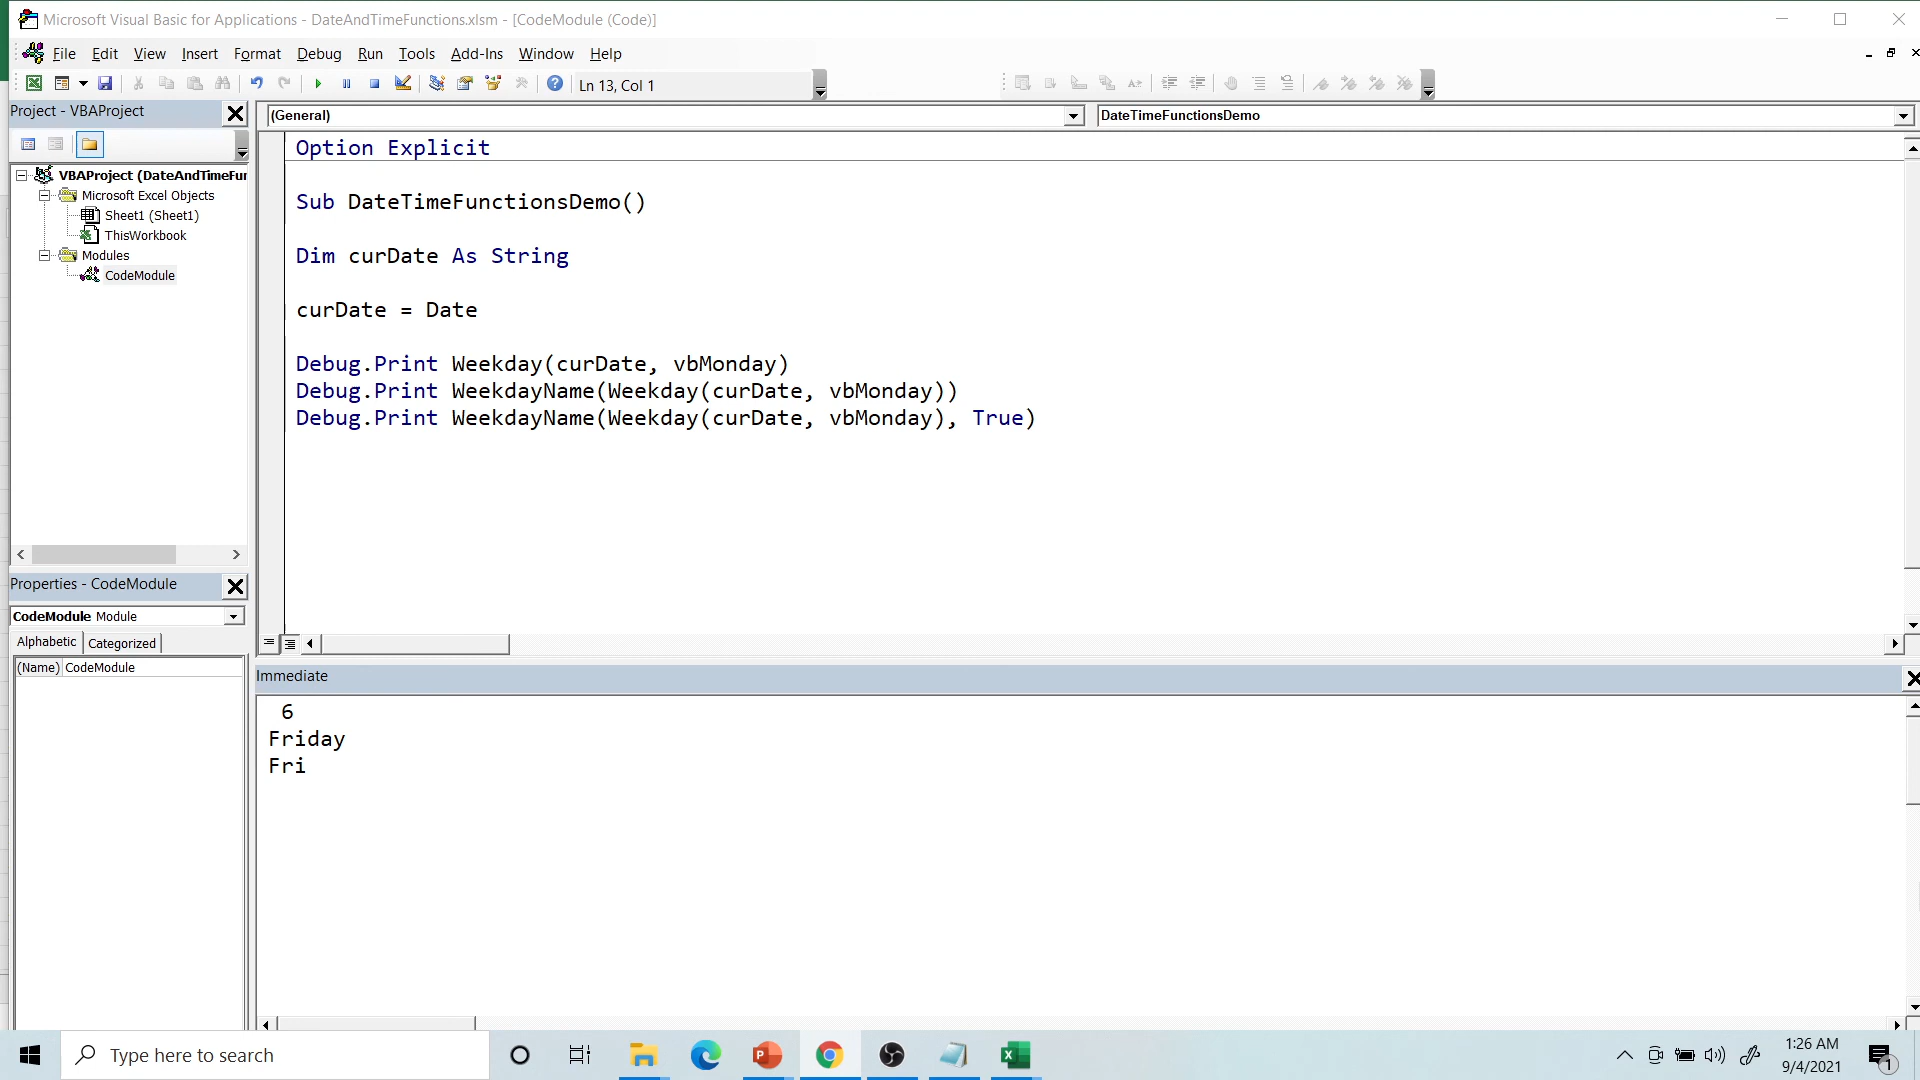 Microsoft Visual Basic for Applications - DateAndTimeFunctions.xlsm - [CodeModule (Code)]
File Edit View Insert Format Debug Run Tools Add-Ins Window Help
Ln 13, Col 1
Project - VBAProject
(General)
DateTimeFunctionsDemo
VBAProject (DateAndTimeFur
Microsoft Excel Objects
Sheet1 (Sheet1)
ThisWorkbook
Modules
CodeModule
Option Explicit
Sub DateTimeFunctionsDemo()
Dim curDate As String
curDate = Date
Debug.Print Weekday(curDate, vbMonday)
Debug.Print WeekdayName(Weekday(curDate, vbMonday))
Debug.Print WeekdayName(Weekday(curDate, vbMonday), True)
Properties - CodeModule
CodeModule Module
Alphabetic Categorized
(Name) CodeModule
Immediate
6
Friday
Fri
Type here to search
1:26 AM
9/4/2021
1